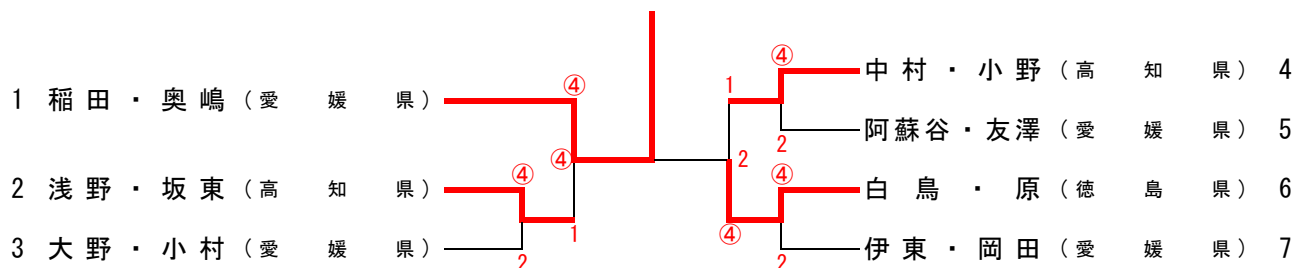 1 稲田・奥嶋（愛媛県）
④
④
1
④
中村・小野（高知県） 4
2
阿蘇谷・友澤（愛媛県） 5
2 浅野・坂東（高知県）
④
1
2
④
白鳥・原（徳島県） 6
④
3 大野・小村（愛媛県）
2
2
伊東・岡田（愛媛県） 7